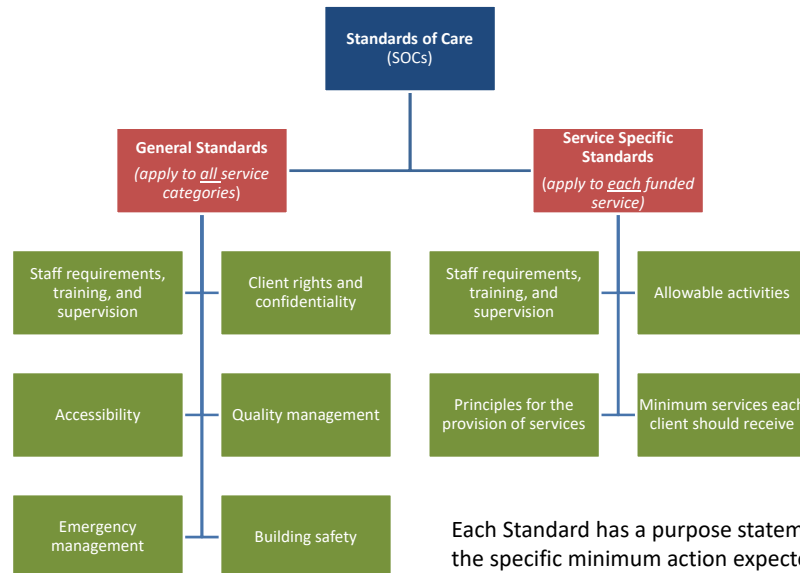 Standards of Care
(SOCs)
General Standards
(apply to all service
categories)
Service Specific
Standards
(apply to each funded
service)
Staff requirements,
training, and
supervision
Client rights and
confidentiality
Staff requirements,
training, and
supervision
Allowable activities
Accessibility
Quality management
Principles for the
provision of services
Minimum services each
client should receive
Emergency
management
Building safety
Each Standard has a purpose statem
the specific minimum action expecte